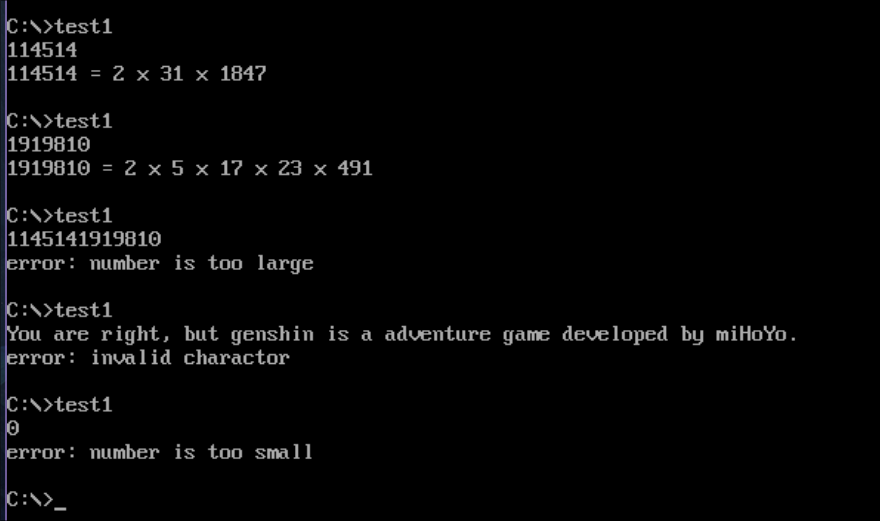 C:\>test1
114514
114514 = 2 × 31 × 1847
C:\>test1
1919810
1919810 = 2 × 5 × 17 × 23 × 491
C:\>test1
1145141919810
error: number is too large
C:\>test1
You are right, but genshin is a adventure game developed by miHoYo.
error: invalid charactor
C:\>test1
0
error: number is too small
C:\>_